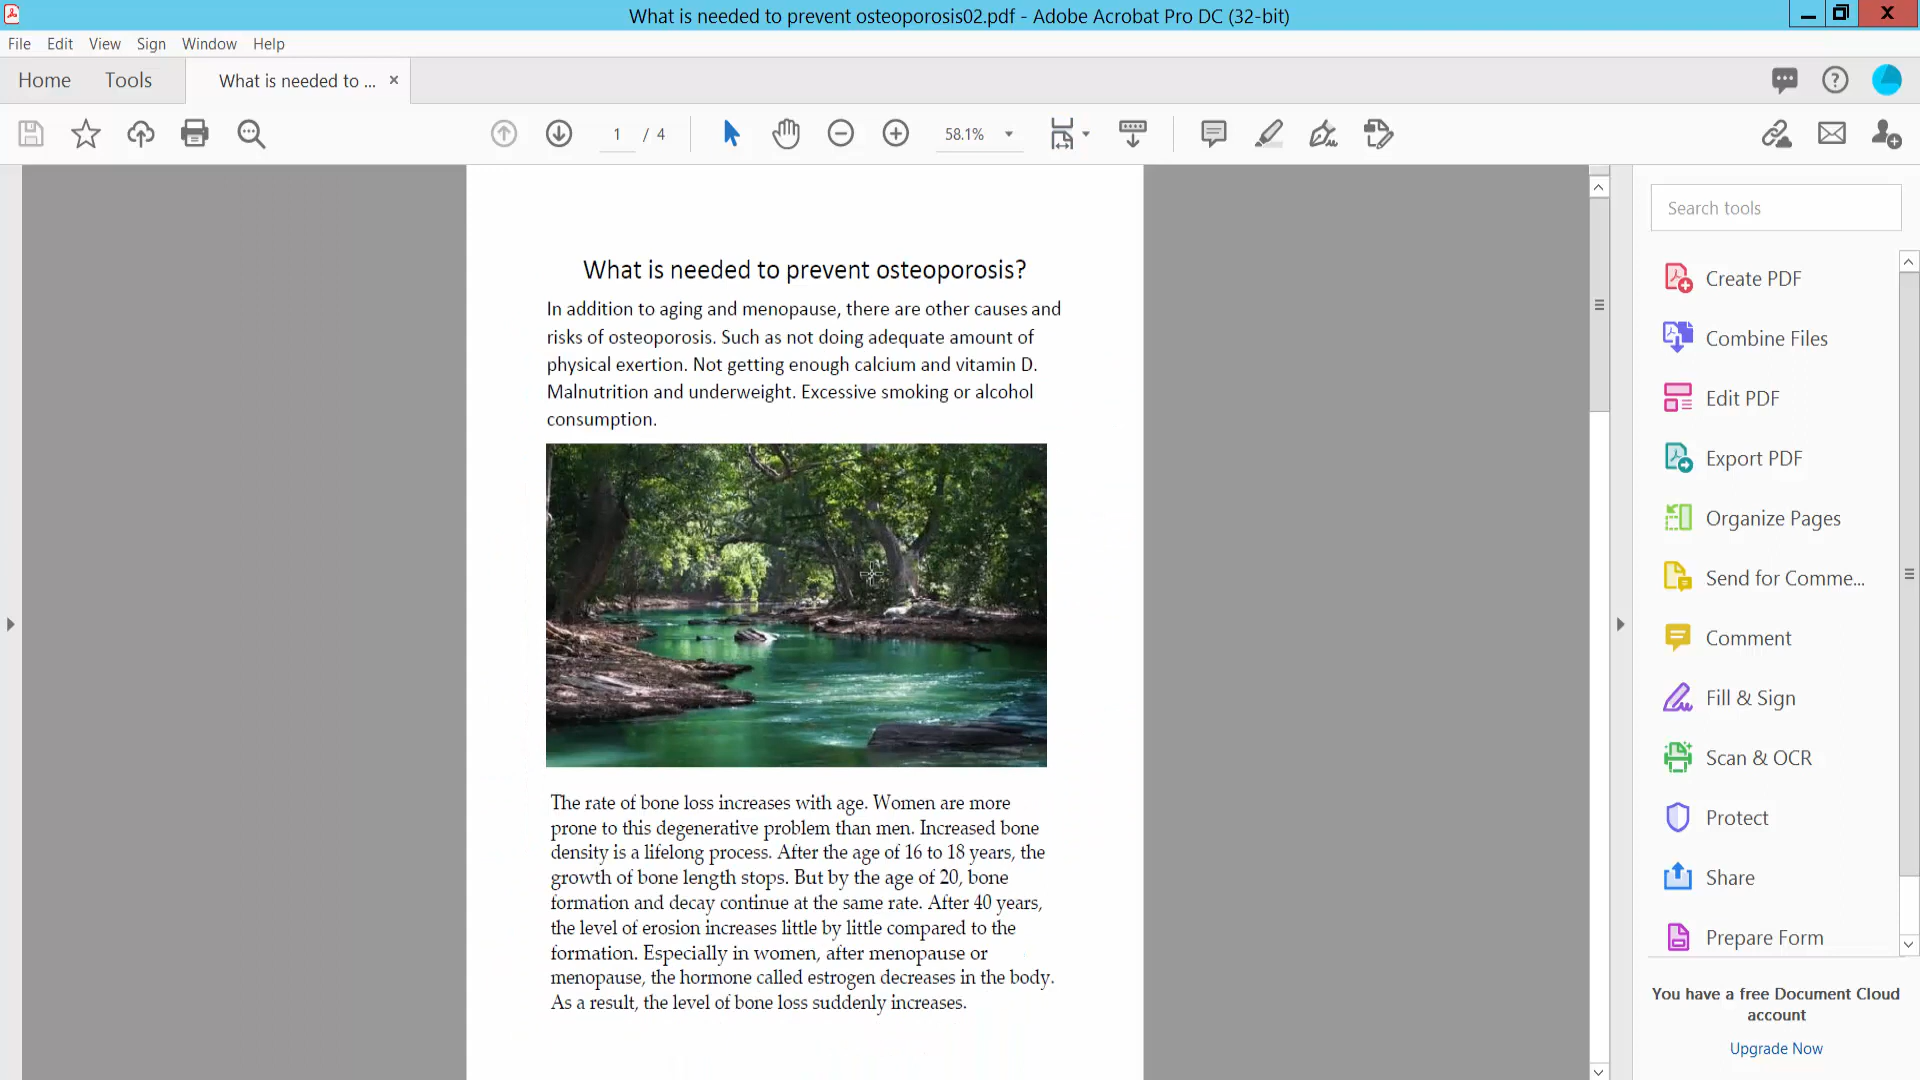 What is needed to prevent osteoporosis02.pdf - Adobe Acrobat Pro DC (32-bit)
File Edit View Sign Window Help
Home Tools What is needed to ... ×
1 / 4 58.1%
Search tools
Create PDF
Combine Files
Edit PDF
Export PDF
Organize Pages
Send for Comme...
Comment
Fill & Sign
Scan & OCR
Protect
Share
Prepare Form
You have a free Document Cloud
account
Upgrade Now
What is needed to prevent osteoporosis?
In addition to aging and menopause, there are other causes and
risks of osteoporosis. Such as not doing adequate amount of
physical exertion. Not getting enough calcium and vitamin D.
Malnutrition and underweight. Excessive smoking or alcohol
consumption.
The rate of bone loss increases with age. Women are more
prone to this degenerative problem than men. Increased bone
density is a lifelong process. After the age of 16 to 18 years, the
growth of bone length stops. But by the age of 20, bone
formation and decay continue at the same rate. After 40 years,
the level of erosion increases little by little compared to the
formation. Especially in women, after menopause or
menopause, the hormone called estrogen decreases in the body.
As a result, the level of bone loss suddenly increases.